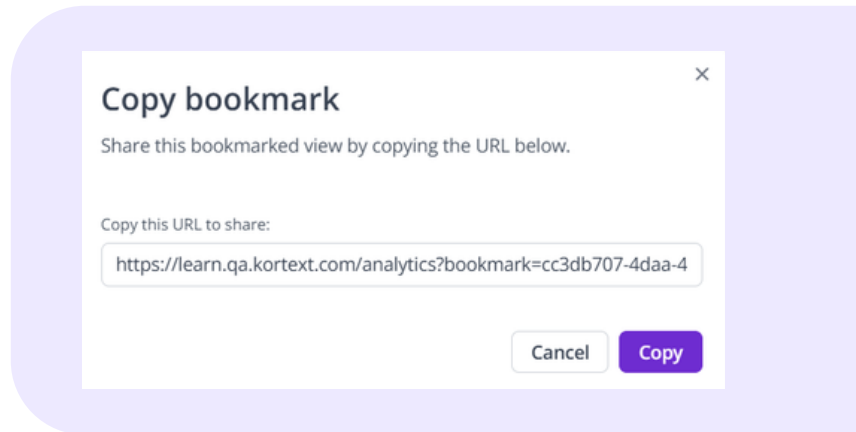 Copy bookmark
Share this bookmarked view by copying the URL below.
Copy this URL to share:
https://learn.qa.kortext.com/analytics?bookmark=cc3db707-4daa-4
Cancel
Copy